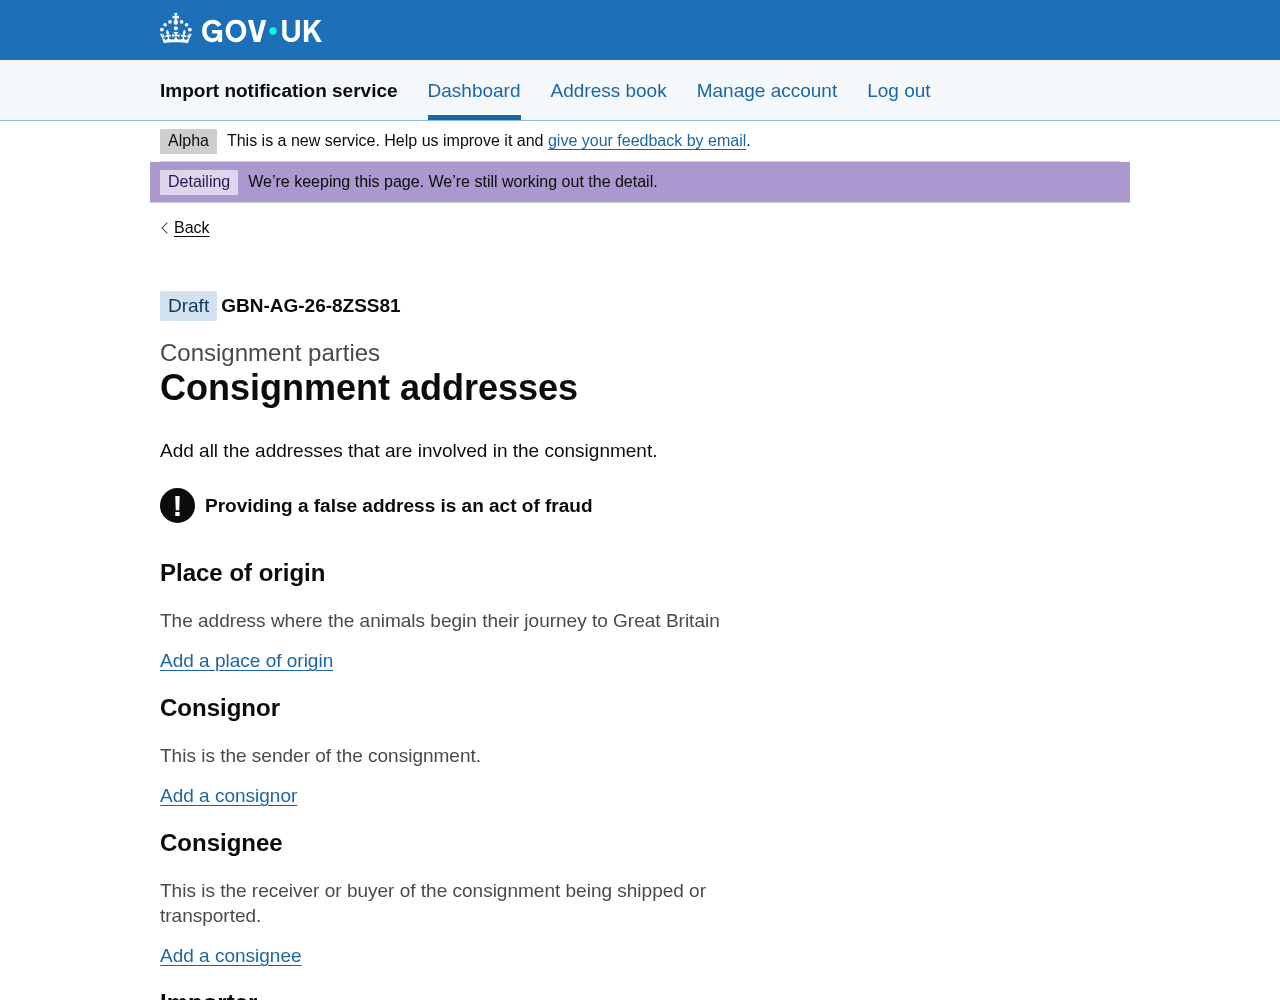 GOV·UK
Import notification service Dashboard Address book Manage account Log out
Alpha This is a new service. Help us improve it and give your feedback by email.
Detailing We’re keeping this page. We’re still working out the detail.
Back
Draft GBN-AG-26-8ZSS81
Consignment parties
Consignment addresses
Add all the addresses that are involved in the consignment.
! Providing a false address is an act of fraud
Place of origin
The address where the animals begin their journey to Great Britain
Add a place of origin
Consignor
This is the sender of the consignment.
Add a consignor
Consignee
This is the receiver or buyer of the consignment being shipped or
transported.
Add a consignee
Importer